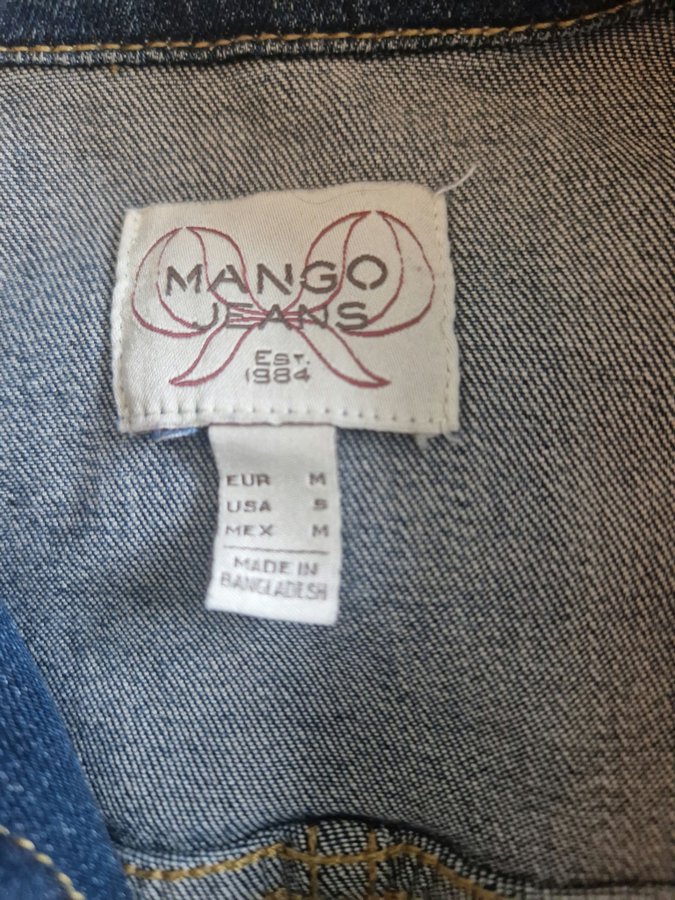 MANGO
JEANS
EST.
1984
EUR M
USA S
MEX M
MADE IN
BANGLADESH